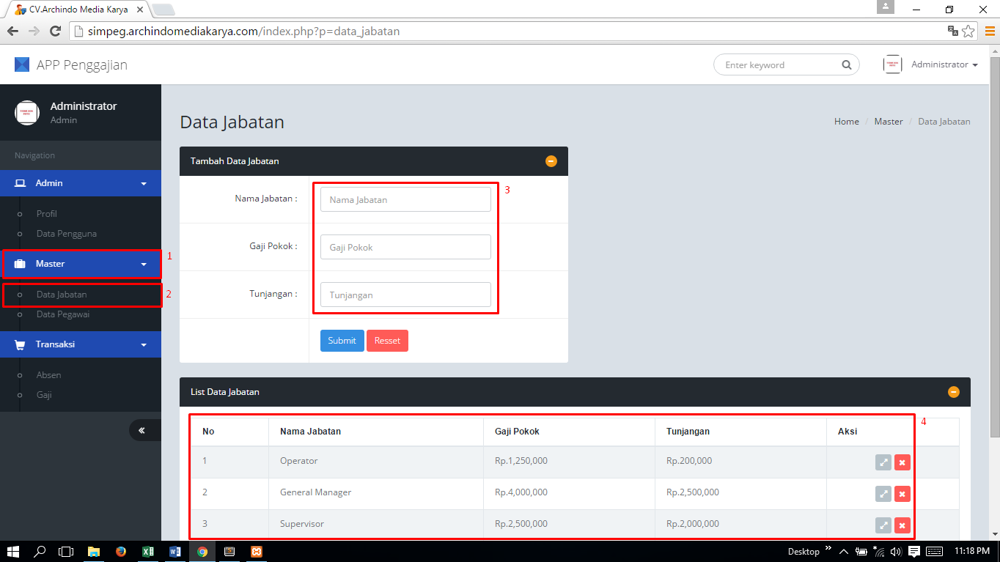 CV.Archindo Media Karya
simpeg.archindomediakarya.com/index.php?p=data_jabatan
APP Penggajian
Enter keyword
Administrator
Administrator
Admin
Navigation
Admin
Profil
Data Pengguna
Master
1
Data Jabatan
2
Data Pegawai
Transaksi
Absen
Gaji
«
Data Jabatan
Home / Master / Data Jabatan
Tambah Data Jabatan
Nama Jabatan : Nama Jabatan
3
Gaji Pokok : Gaji Pokok
Tunjangan : Tunjangan
Submit Resset
List Data Jabatan
4
No Nama Jabatan Gaji Pokok Tunjangan Aksi
1 Operator Rp.1,250,000 Rp.200,000
2 General Manager Rp.4,000,000 Rp.2,500,000
3 Supervisor Rp.2,500,000 Rp.2,000,000
Desktop » 11:18 PM